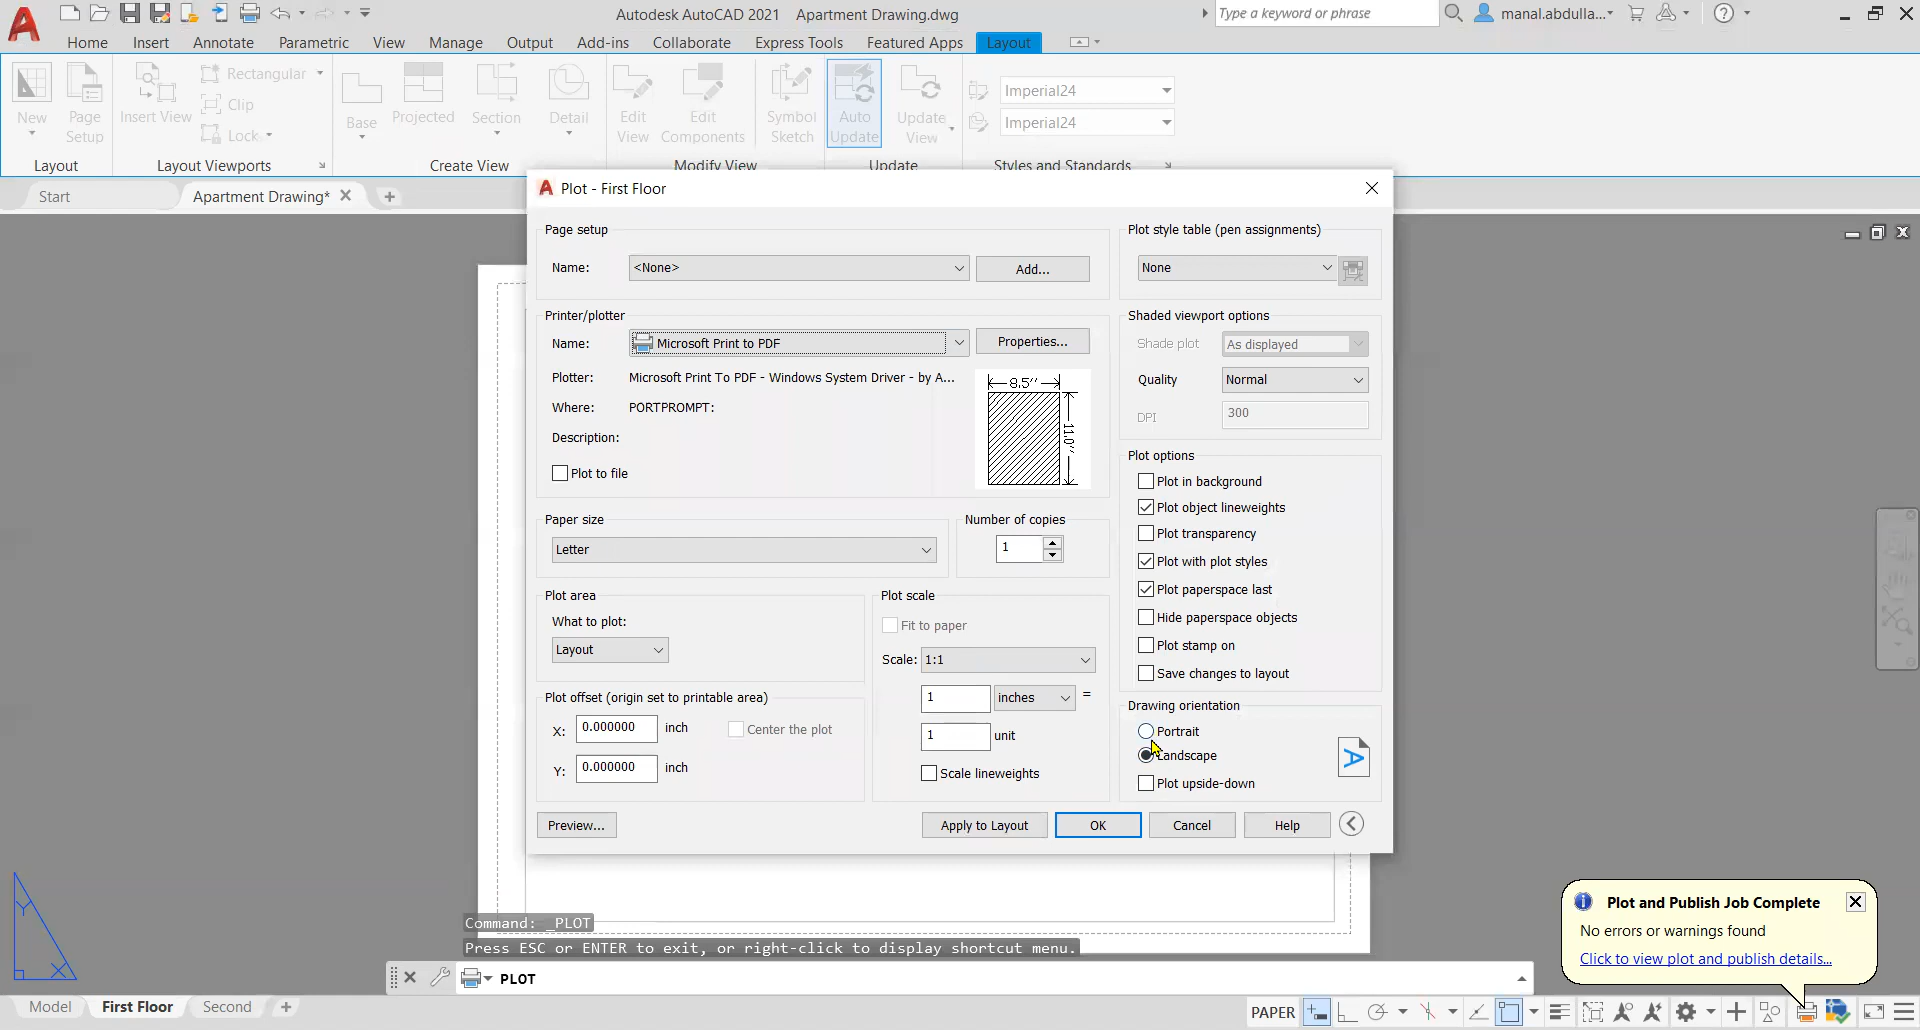 Autodesk AutoCAD 2021 Apartment Drawing.dwg
Type a keyword or phrase
manal.abdulla...
Home Insert Annotate Parametric View Manage Output Add-ins Collaborate Express Tools Featured Apps Layout
New
Page
Setup
Insert View
Rectangular
Clip
Lock
Base
Projected
Section
Detail
Edit
View
Edit
Components
Symbol
Sketch
Auto
Update
Update
View
Imperial24
Imperial24
Layout Layout Viewports Create View Modify View Update Styles and Standards
Start Apartment Drawing*
Plot - First Floor
Page setup
Name: <None> Add...
Printer/plotter
Name: Microsoft Print to PDF Properties...
Plotter: Microsoft Print To PDF - Windows System Driver - by A...
Where: PORTPROMPT:
Description:
Plot to file
8.5″
11.0″
Paper size
Letter
Number of copies
1
Plot area
What to plot:
Layout
Plot offset (origin set to printable area)
X: 0.000000 inch Center the plot
Y: 0.000000 inch
Plot scale
Fit to paper
Scale: 1:1
1 inches =
1 unit
Scale lineweights
Plot style table (pen assignments)
None
Shaded viewport options
Shade plot As displayed
Quality Normal
DPI 300
Plot options
Plot in background
Plot object lineweights
Plot transparency
Plot with plot styles
Plot paperspace last
Hide paperspace objects
Plot stamp on
Save changes to layout
Drawing orientation
Portrait
Landscape
Plot upside-down
A
Preview... Apply to Layout OK Cancel Help
Y
X
Command: _PLOT
Press ESC or ENTER to exit, or right-click to display shortcut menu.
PLOT
Plot and Publish Job Complete
No errors or warnings found
Click to view plot and publish details...
Model First Floor Second
PAPER